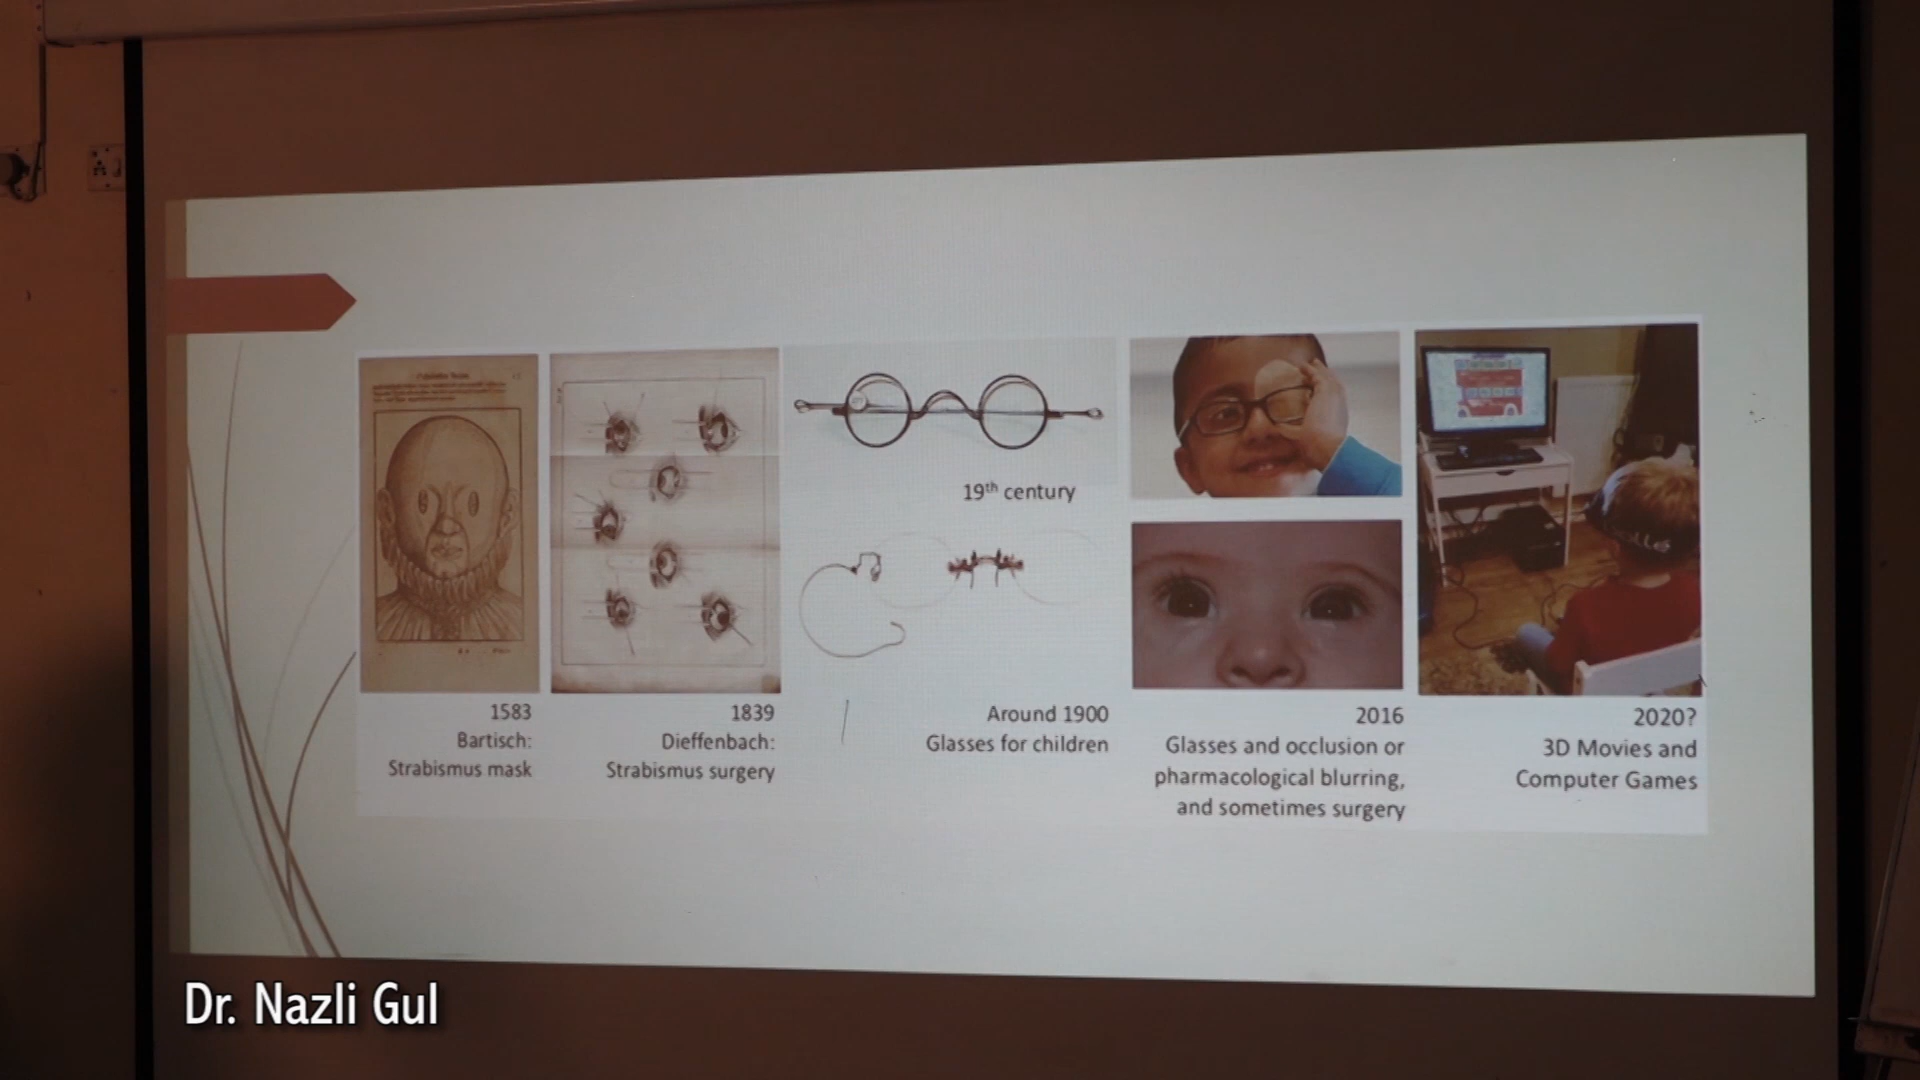 19th century
1583
Bartisch:
Strabismus mask
1839
Dieffenbach:
Strabismus surgery
Around 1900
Glasses for children
2016
Glasses and occlusion or
pharmacological blurring,
and sometimes surgery
2020?
3D Movies and
Computer Games
Dr. Nazli Gul